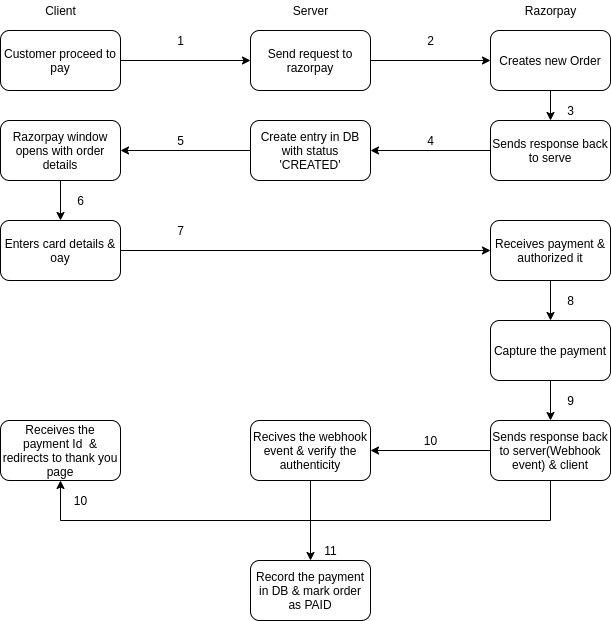 Client
Server
Razorpay
Customer proceed to
pay
1
Send request to
razorpay
2
Creates new Order
3
Razorpay window
opens with order
details
5
Create entry in DB
with status
'CREATED'
4
Sends response back
to serve
6
Enters card details &
oay
7
Receives payment &
authorized it
8
Capture the payment
9
Receives the
payment Id  &
redirects to thank you
page
Recives the webhook
event & verify the
authenticity
10
Sends response back
to server(Webhook
event) & client
10
11
Record the payment
in DB & mark order
as PAID